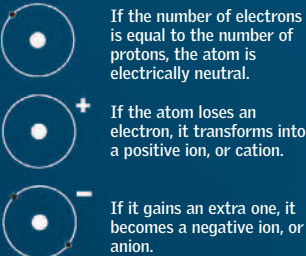 If the number of electrons
is equal to the number of
protons, the atom is
electrically neutral.
+
If the atom loses an
electron, it transforms into
a positive ion, or cation.
–
If it gains an extra one, it
becomes a negative ion, or
anion.